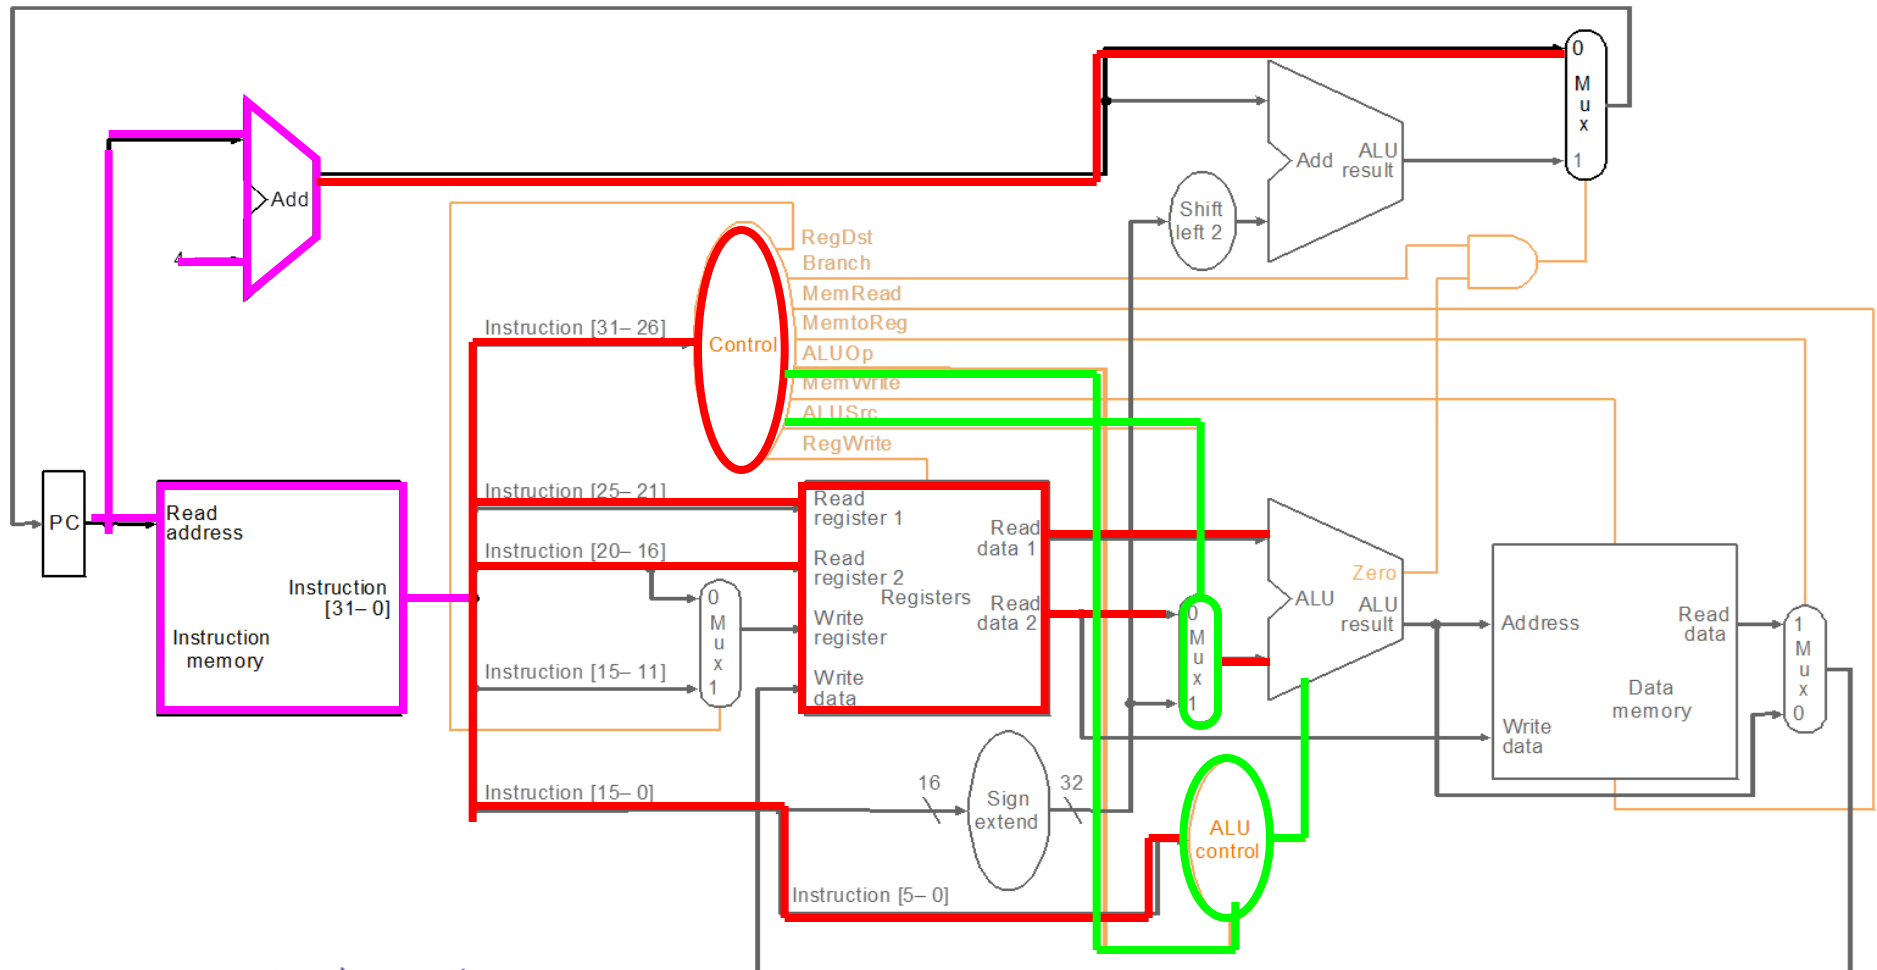 0
M
u
x
1
Add
ALU
result
Add
4
Shift
left 2
RegDst
Branch
MemRead
MemtoReg
ALUOp
MemWrite
ALUSrc
RegWrite
Control
Instruction [31– 26]
Instruction [25– 21]
Instruction [20– 16]
Instruction [15– 11]
Instruction [15– 0]
Instruction [5– 0]
PC
Read
address
Instruction
[31– 0]
Instruction
memory
0
M
u
x
1
Read
register 1
Read
register 2
Write
register
Write
data
Registers
Read
data 1
Read
data 2
0
M
u
x
1
Zero
ALU
ALU
result
Address
Write
data
Read
data
Data
memory
1
M
u
x
0
16
Sign
extend
32
ALU
control